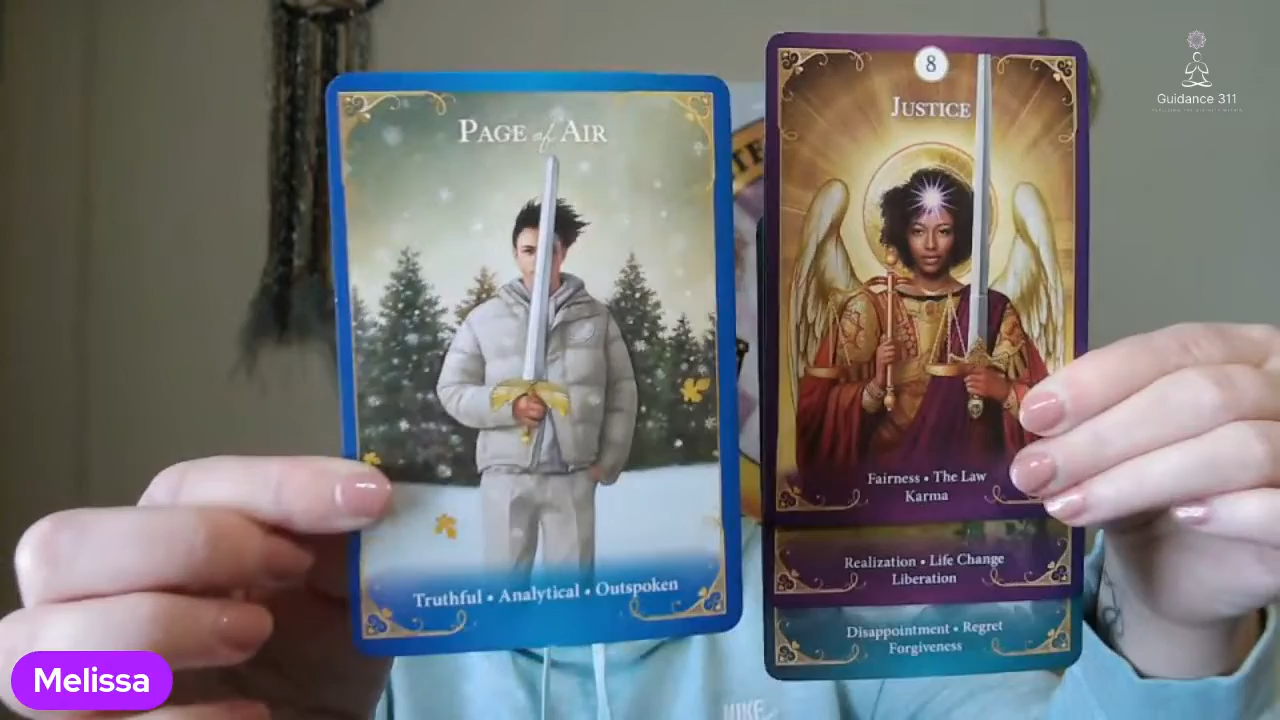 PAGE of AIR
Truthful • Analytical • Outspoken
8
JUSTICE
Fairness • The Law
Karma
Realization • Life Change
Liberation
Disappointment • Regret
Forgiveness
Guidance 311
Melissa
NIKE